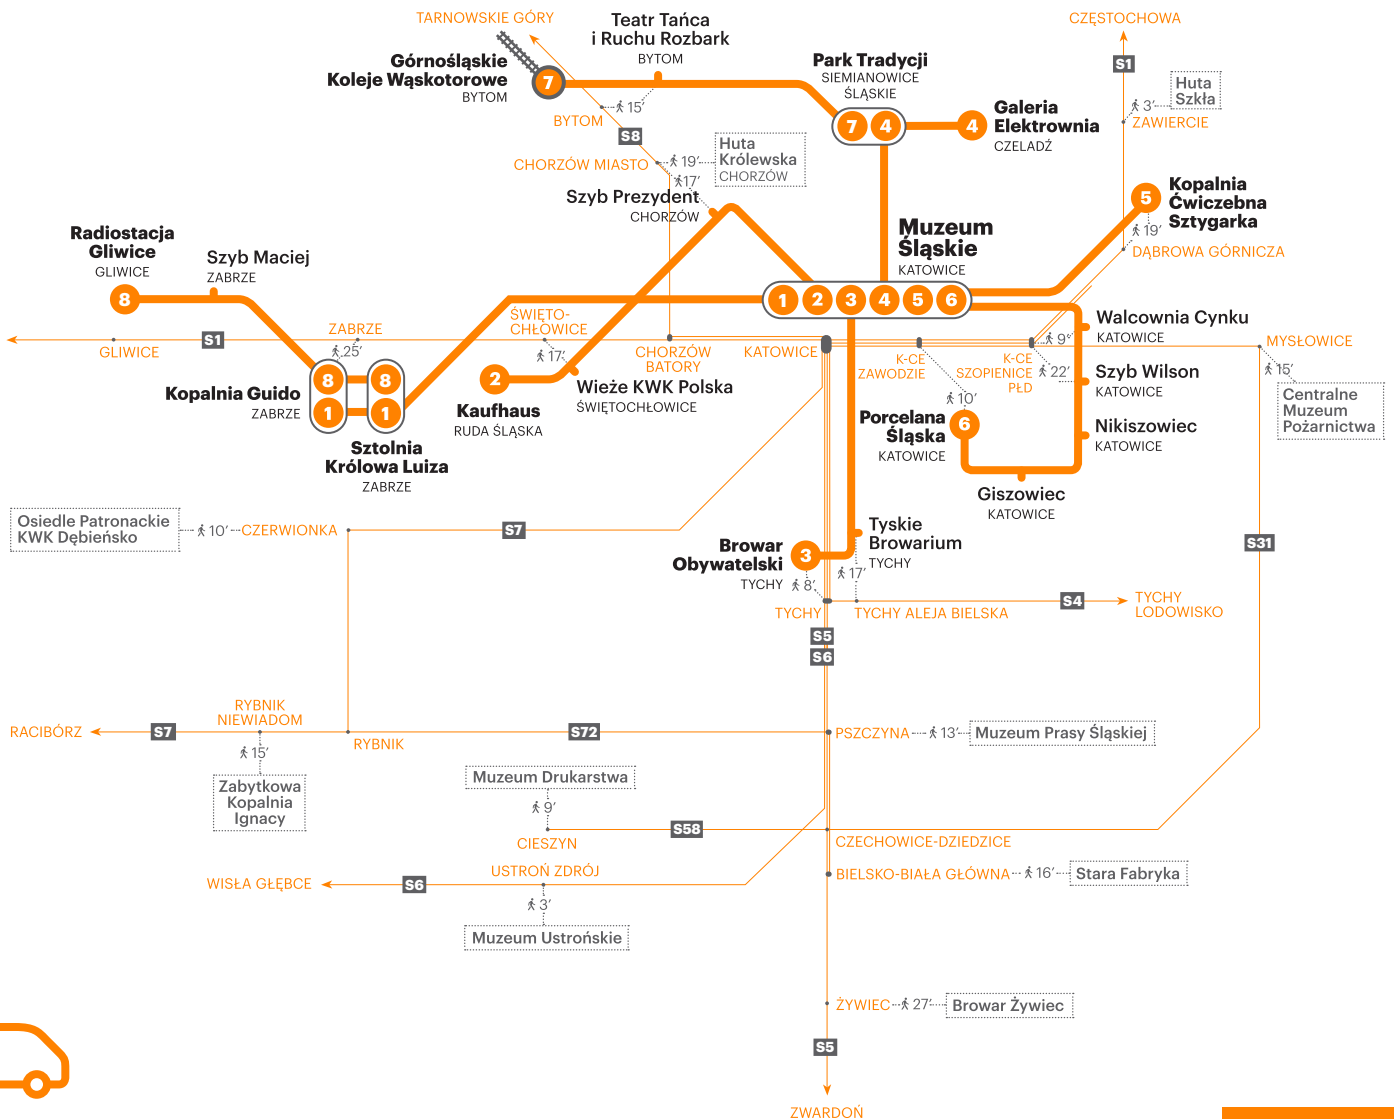 TARNOWSKIE GÓRY
Teatr Tańca
i Ruchu Rozbark
BYTOM
CZĘSTOCHOWA
Górnośląskie
Koleje Wąskotorowe
BYTOM
7
Park Tradycji
SIEMIANOWICE
ŚLĄSKIE
7 4
4
Galeria
Elektrownia
CZELADŹ
S1
Huta
Szkła
3’
ZAWIERCIE
15’
BYTOM
S8
CHORZÓW MIASTO
19’
Huta
Królewska
CHORZÓW
17’
Szyb Prezydent
CHORZÓW
5
Kopalnia
Ćwiczebna
Sztygarka
19’
DĄBROWA GÓRNICZA
Radiostacja
Gliwice
GLIWICE
8
Szyb Maciej
ZABRZE
Muzeum
Śląskie
KATOWICE
1 2 3 4 5 6
ŚWIĘTO-
CHŁOWICE
ZABRZE
S1
GLIWICE
25’
17’
CHORZÓW
BATORY
KATOWICE
K-CE
ZAWODZIE
K-CE
SZOPIENICE
PŁD
9’
22’
Walcownia Cynku
KATOWICE
MYSŁOWICE
15’
Centralne
Muzeum
Pożarnictwa
Szyb Wilson
KATOWICE
10’
8 8
1 1
Kopalnia Guido
ZABRZE
2
Kaufhaus
RUDA ŚLĄSKA
Wieże KWK Polska
ŚWIĘTOCHŁOWICE
Porcelana
Śląska
KATOWICE
6
Nikiszowiec
KATOWICE
Sztolnia
Królowa Luiza
ZABRZE
Giszowiec
KATOWICE
Osiedle Patronackie
KWK Dębieńsko
10’
CZERWIONKA
S7
Tyskie
Browarium
TYCHY
S31
Browar
Obywatelski
TYCHY
3
8’
17’
TYCHY
TYCHY ALEJA BIELSKA
S4
TYCHY
LODOWISKO
S5
S6
RYBNIK
NIEWIADOM
RACIBÓRZ
S7
RYBNIK
S72
PSZCZYNA
13’
Muzeum Prasy Śląskiej
15’
Zabytkowa
Kopalnia
Ignacy
Muzeum Drukarstwa
9’
CIESZYN
S58
CZECHOWICE-DZIEDZICE
USTROŃ ZDRÓJ
WISŁA GŁĘBCE
S6
BIELSKO-BIAŁA GŁÓWNA
16’
Stara Fabryka
3’
Muzeum Ustrońskie
ŻYWIEC
27’
Browar Żywiec
S5
ZWARDOŃ